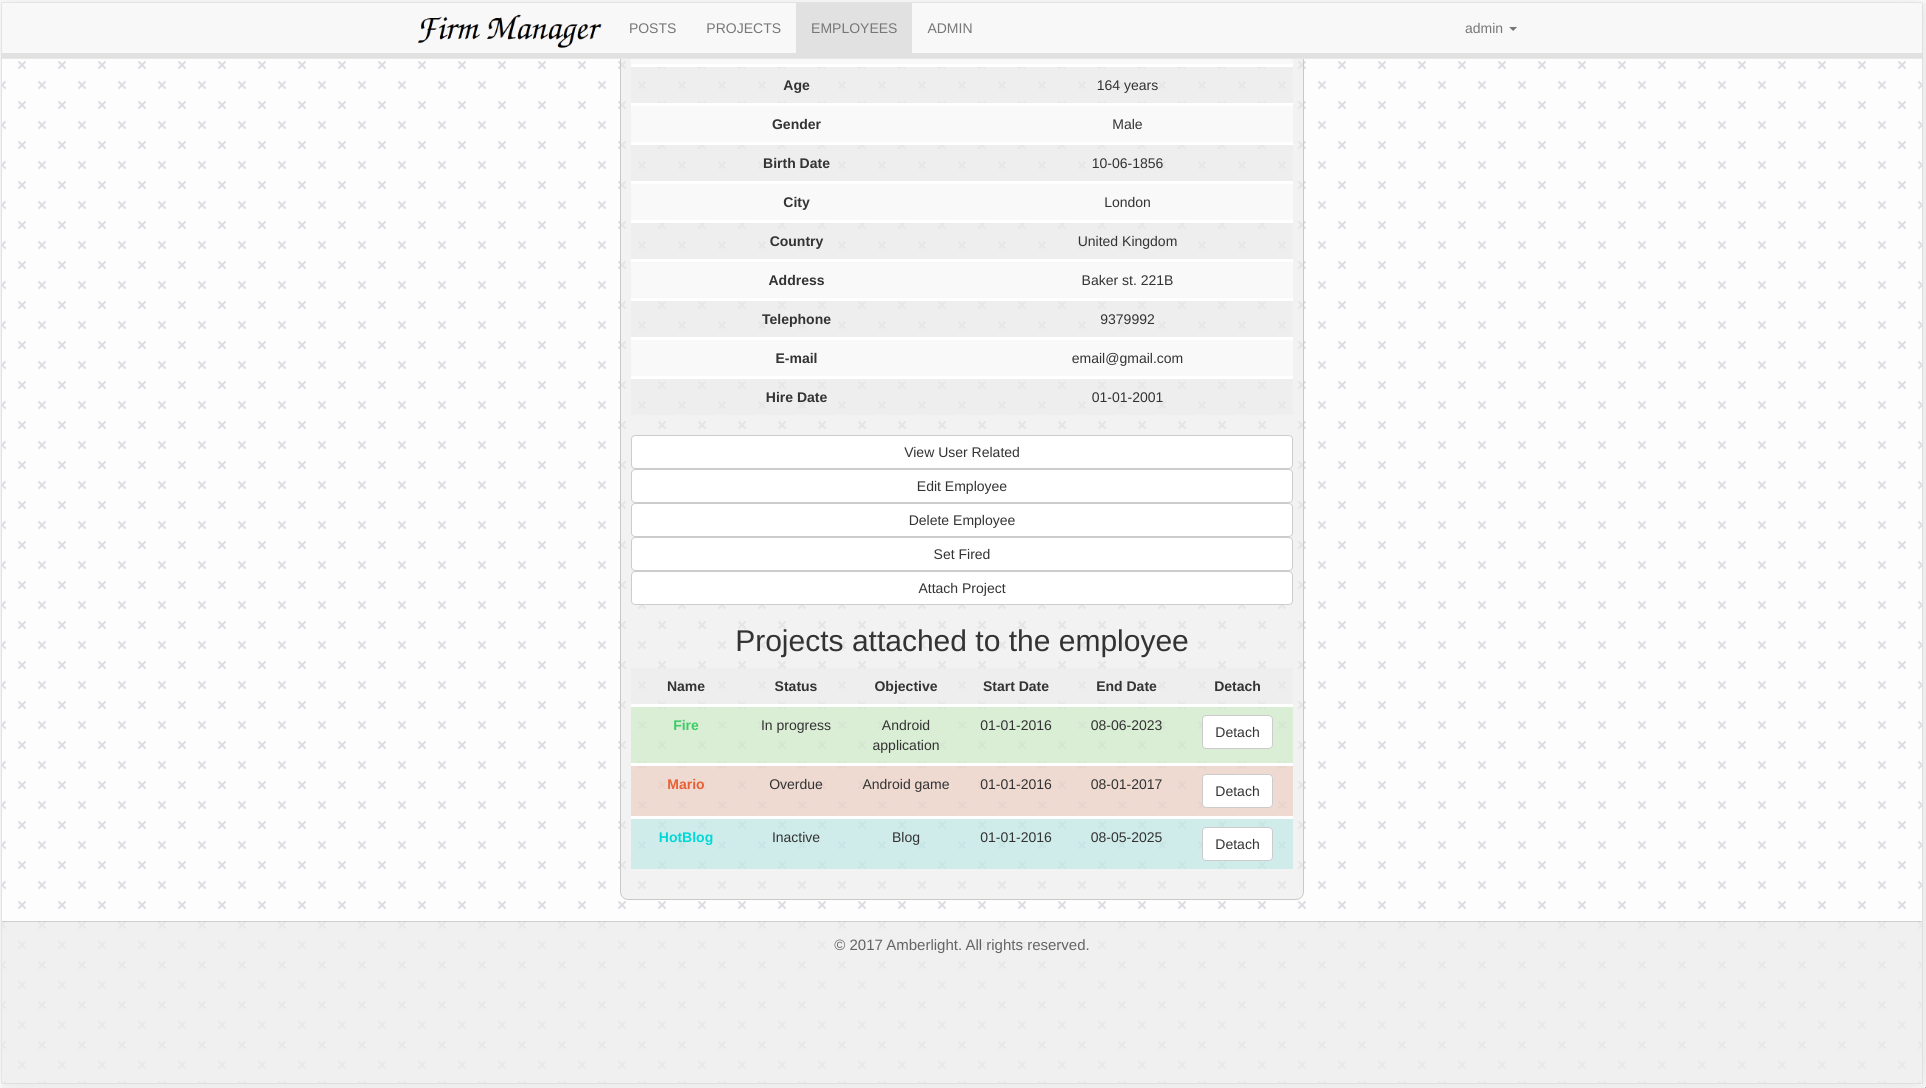 Firm Manager POSTS PROJECTS EMPLOYEES ADMIN admin
Age 164 years
Gender Male
Birth Date 10-06-1856
City London
Country United Kingdom
Address Baker st. 221B
Telephone 9379992
E-mail email@gmail.com
Hire Date 01-01-2001
View User Related
Edit Employee
Delete Employee
Set Fired
Attach Project
Projects attached to the employee
Name Status Objective Start Date End Date Detach
Fire In progress Android application 01-01-2016 08-06-2023 Detach
Mario Overdue Android game 01-01-2016 08-01-2017 Detach
HotBlog Inactive Blog 01-01-2016 08-05-2025 Detach
© 2017 Amberlight. All rights reserved.